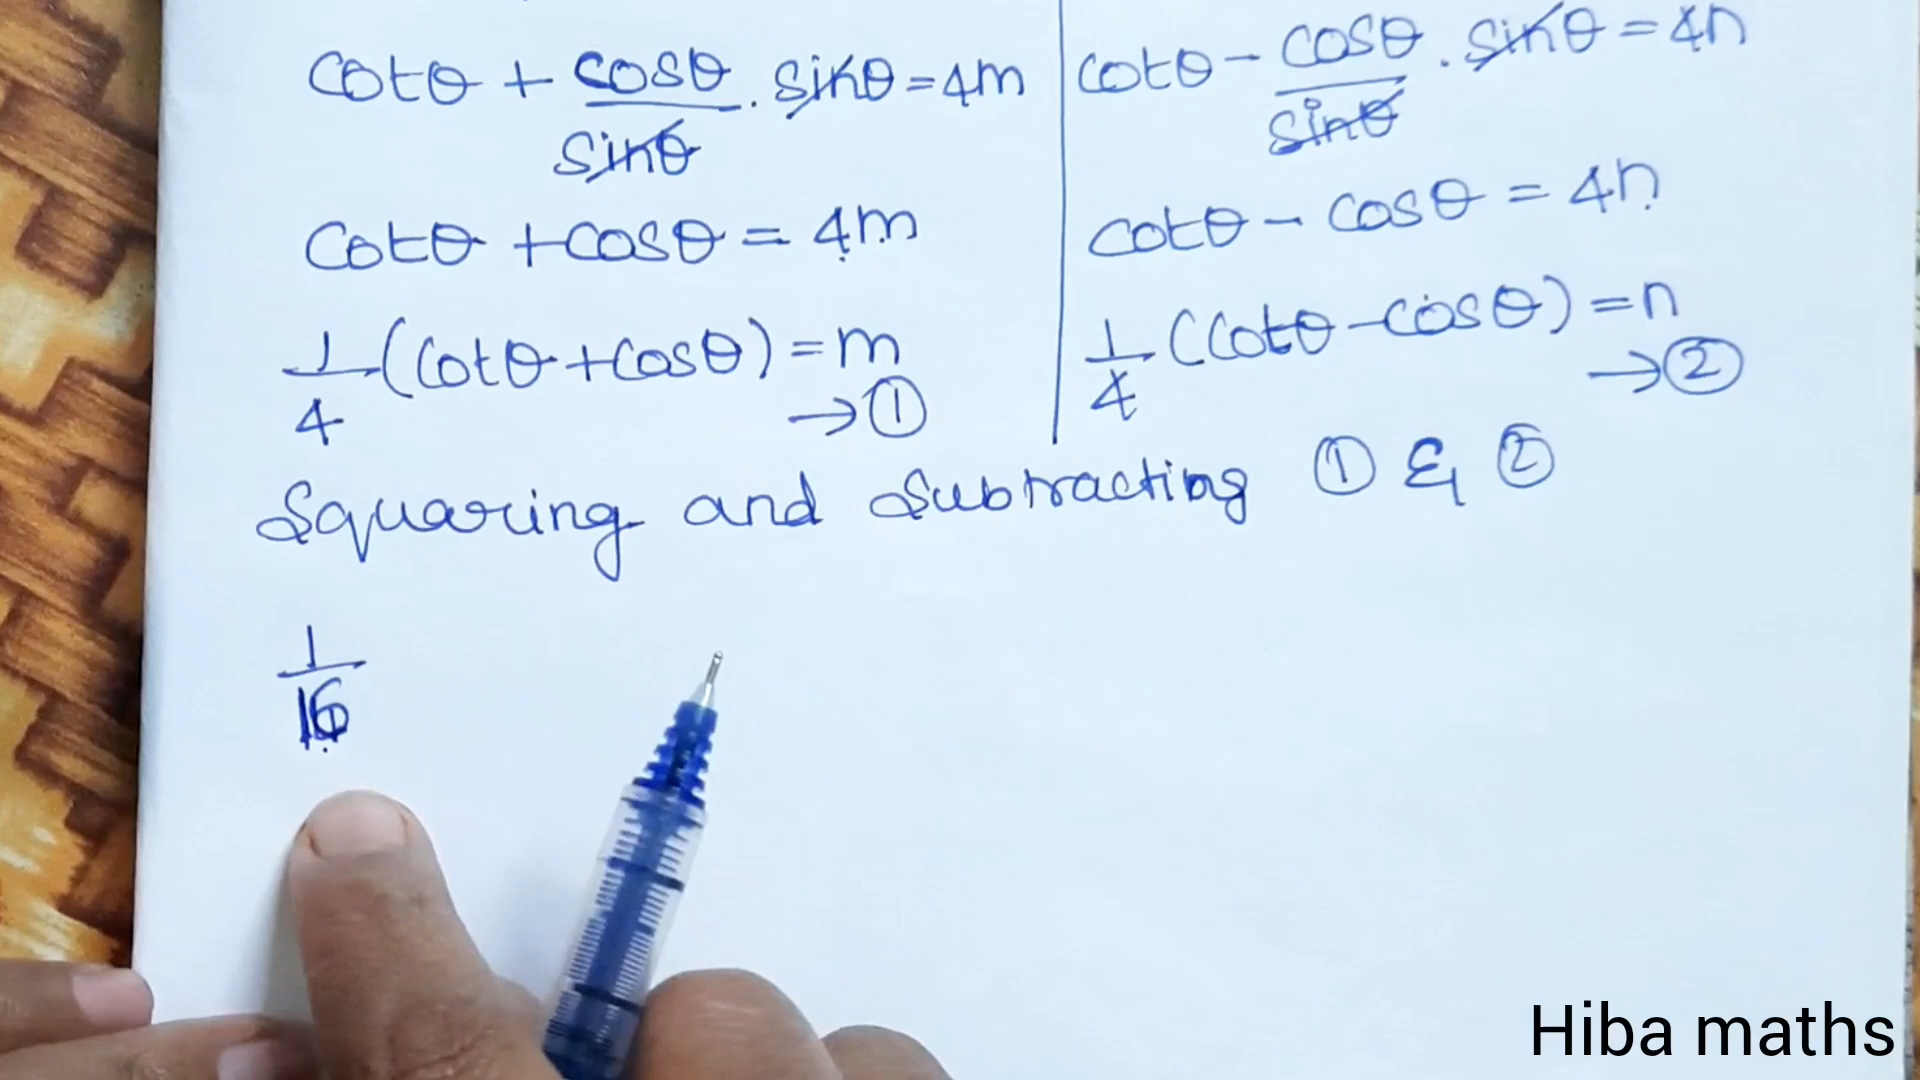 cotθ + cosθ/sinθ . sinθ = 4m
cotθ + cosθ = 4m
1/4 (cotθ + cosθ) = m
→ ①
cotθ - cosθ/sinθ . sinθ = 4n
cotθ - cosθ = 4n
1/4 (cotθ - cosθ) = n
→ ②
Squaring and Subtracting ① & ②
1/16
Hiba maths